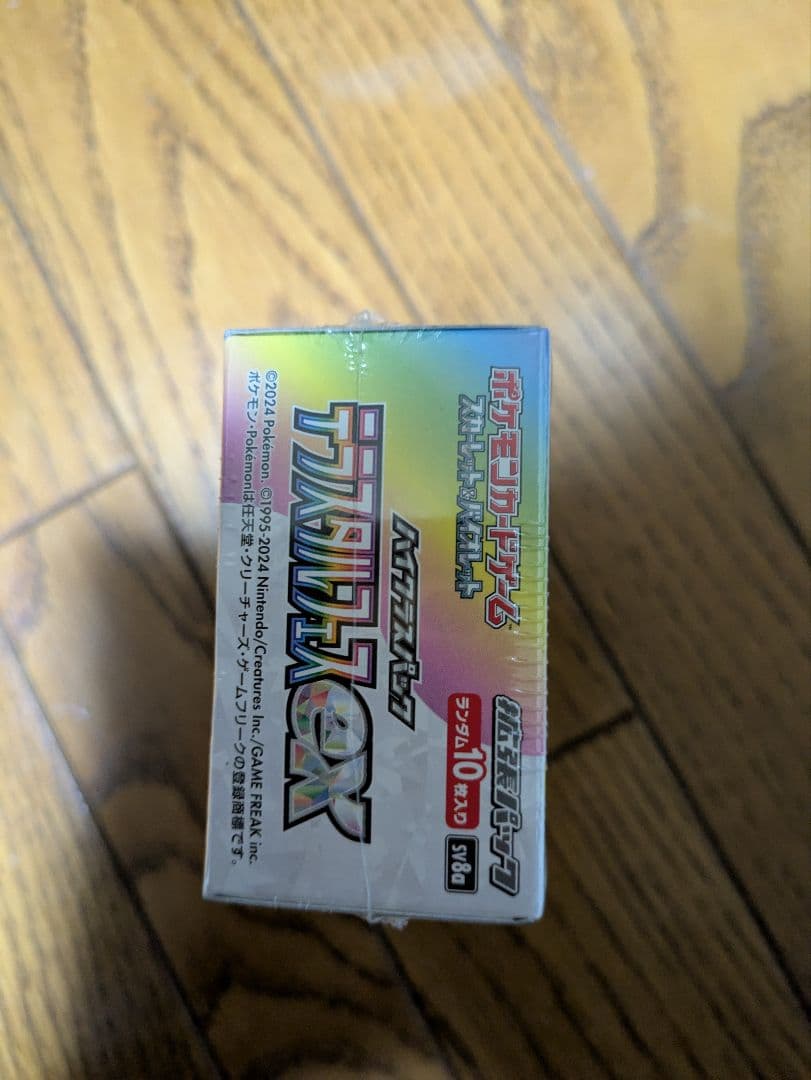 ポケモンカードゲーム
スカーレット&バイオレット
拡張パック
ハイクラスパック
テラスタルフェスex
ランダム10枚入り
SV8a
©2024 Pokémon. ©1995-2024 Nintendo/Creatures Inc./GAME FREAK inc.
ポケモン・Pokémonは任天堂・クリーチャーズ・ゲームフリークの登録商標です。